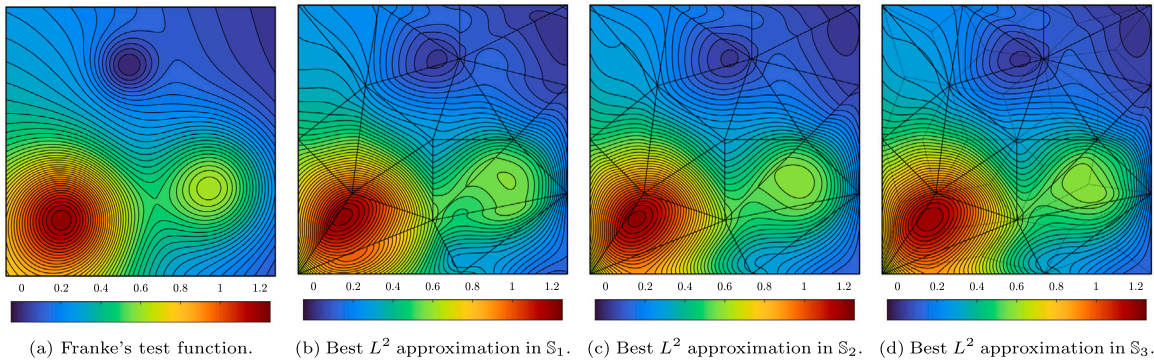 0 0.2 0.4 0.6 0.8 1 1.2
0 0.2 0.4 0.6 0.8 1 1.2
0 0.2 0.4 0.6 0.8 1 1.2
0 0.2 0.4 0.6 0.8 1 1.2
(a) Franke's test function.
(b) Best L² approximation in 𝕊₁.
(c) Best L² approximation in 𝕊₂.
(d) Best L² approximation in 𝕊₃.